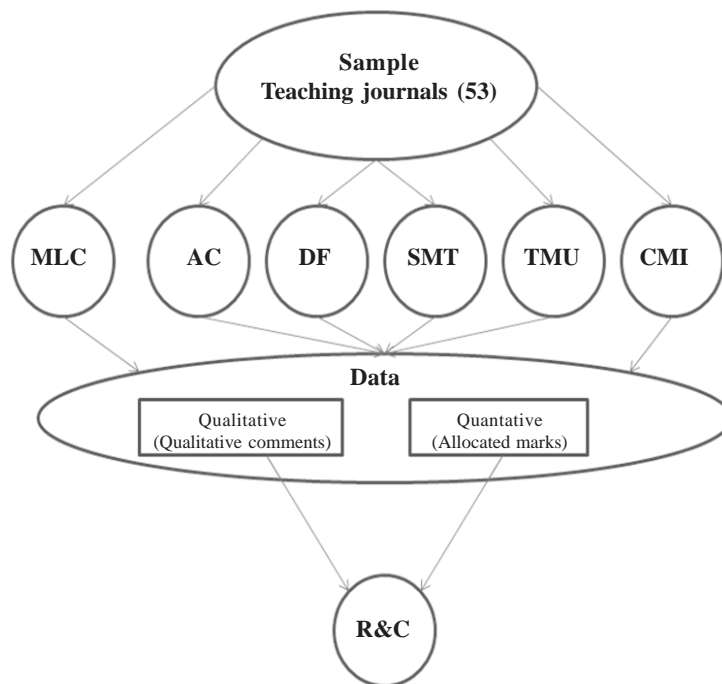 Sample
Teaching journals (53)
MLC
AC
DF
SMT
TMU
CMI
Data
Qualitative
(Qualitative comments)
Quantative
(Allocated marks)
R&C